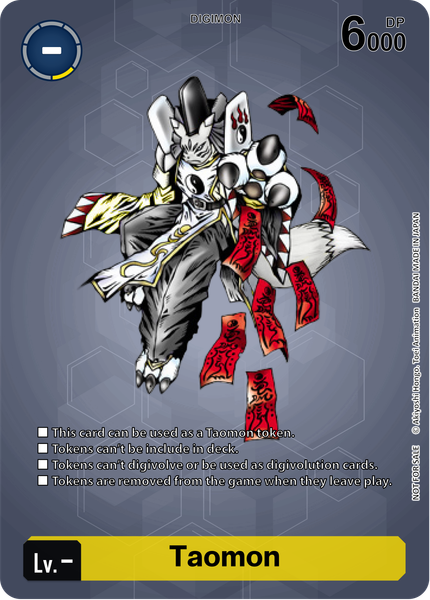 DIGIMON
DP
6000
-
■ This card can be used as a Taomon token.
■ Tokens can't be include in deck.
■ Tokens can't digivolve or be used as digivolution cards.
■ Tokens are removed from the game when they leave play.
NOT FOR SALE © Akiyoshi Hongo, Toei Animation BANDAI MADE IN JAPAN
Lv.-
Taomon